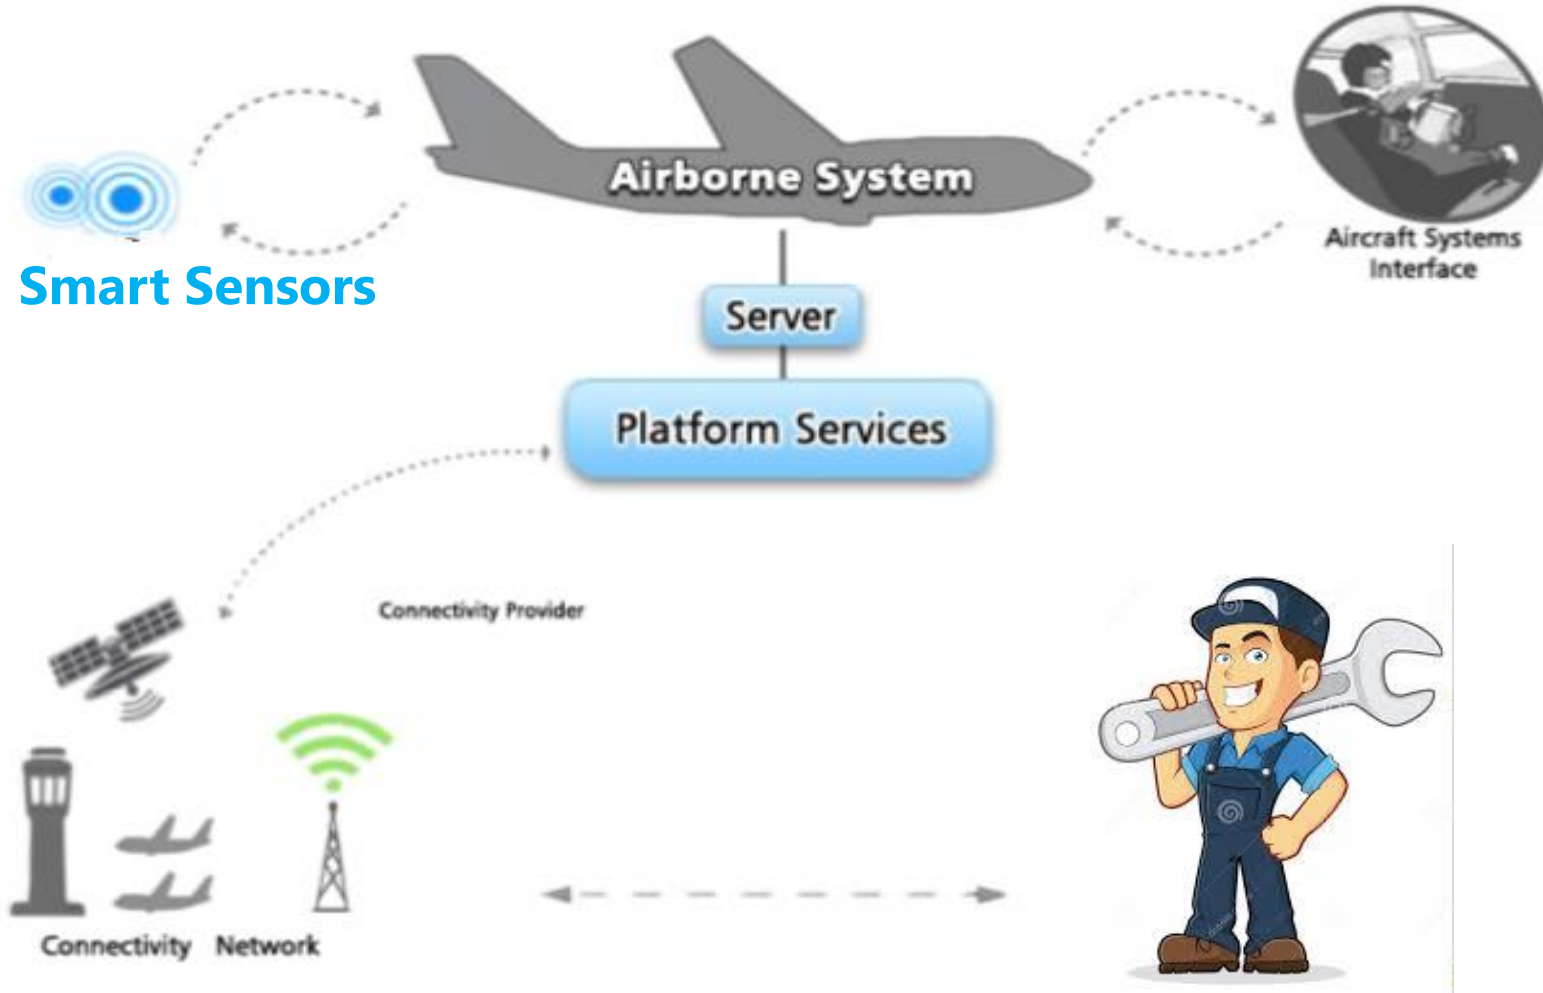 Airborne System
Aircraft Systems
Interface
Smart Sensors
Server
Platform Services
Connectivity Provider
Connectivity Network